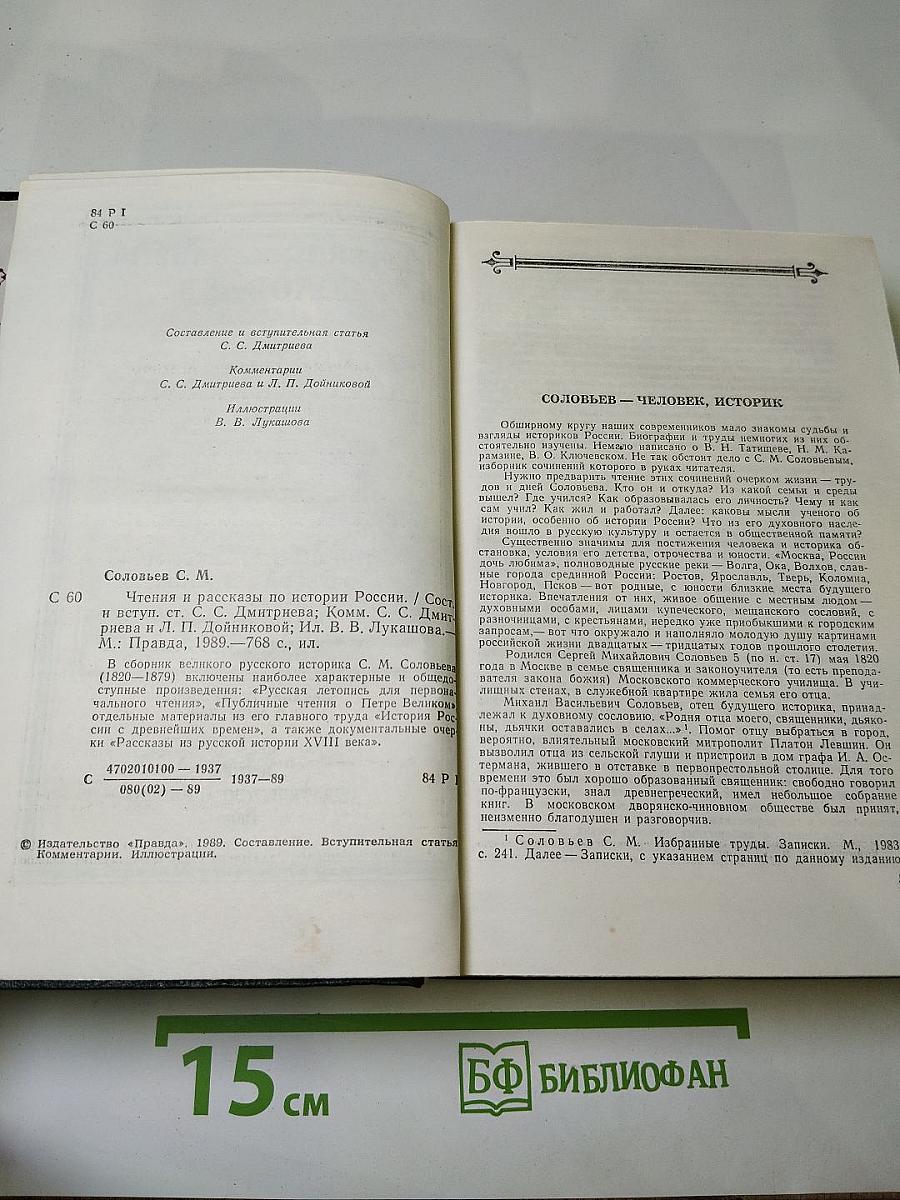 84 Р I
С 60
Составление и вступительная статья
С. С. Дмитриева
Комментарии
С. С. Дмитриева и Л. П. Дойниковой
Иллюстрации
В. В. Лукашова
Соловьев С. М.
С 60 Чтения и рассказы по истории России. / Сост.
и вступ. ст. С. С. Дмитриева; Комм. С. С. Дмит-
риева и Л. П. Дойниковой; Ил. В. В. Лукашова.—
М.: Правда, 1989.—768 с., ил.
В сборник великого русского историка С. М. Соловьева
(1820—1879) включены наиболее характерные и общедо-
ступные произведения: «Русская летопись для первона-
чального чтения», «Публичные чтения о Петре Великом»,
отдельные материалы из его главного труда «История Рос-
сии с древнейших времен», а также документальные очер-
ки «Рассказы из русской истории XVIII века».
С 4702010100 — 1937
080(02) — 89
1937—89
84 Р I
© Издательство «Правда». 1989. Составление. Вступительная статья.
Комментарии. Иллюстрации.
СОЛОВЬЕВ — ЧЕЛОВЕК, ИСТОРИК
Обширному кругу наших современников мало знакомы судьбы и
взгляды историков России. Биографии и труды немногих из них об-
стоятельно изучены. Немало написано о В. Н. Татищеве, Н. М. Ка-
рамзине, В. О. Ключевском. Не так обстоит дело с С. М. Соловьевым,
изборник сочинений которого в руках читателя.
Нужно предварить чтение этих сочинений очерком жизни — тру-
дов и дней Соловьева. Кто он и откуда? Из какой семьи и среды
вышел? Где учился? Как образовывалась его личность? Чему и как
сам учил? Как жил и работал? Далее: каковы мысли ученого об
истории, особенно об истории России? Что из его духовного насле-
дия вошло в русскую культуру и остается в общественной памяти?
Существенно значимы для постижения человека и историка об-
становка, условия его детства, отрочества и юности. «Москва, России
дочь любима», полноводные русские реки — Волга, Ока, Волхов, слав-
ные города срединной России: Ростов, Ярославль, Тверь, Коломна,
Новгород, Псков — вот родные, с юности близкие места будущего
историка. Впечатления от них, живое общение с местным людом —
духовными особами, лицами купеческого, мещанского сословий, с
разночинцами, с крестьянами, нередко уже приобыкшими к городским
запросам,— вот что окружало и наполняло молодую душу картинами
российской жизни двадцатых — тридцатых годов прошлого столетия.
Родился Сергей Михайлович Соловьев 5 (по н. ст. 17) мая 1820
года в Москве в семье священника и законоучителя (то есть препода-
вателя закона божия) Московского коммерческого училища. В учи-
лищных стенах, в служебной квартире жила семья его отца.
Михаил Васильевич Соловьев, отец будущего историка, принад-
лежал к духовному сословию. «Родня отца моего, священники, дьяко-
ны, дьячки оставались в селах...»¹. Помог отцу выбраться в город,
вероятно, влиятельный московский митрополит Платон Левшин. Он
вызволил отца из сельской глуши и пристроил в дом графа И. А. Ос-
термана, жившего в отставке в первопрестольной столице. Для того
времени это был хорошо образованный священник: свободно говорил
по-французски, знал древнегреческий, имел небольшое собрание
книг. В московском дворянско-чиновном обществе был принят,
неизменно благодушен и разговорчив.
¹ Соловьев С. М. Избранные труды. Записки. М., 1983
с. 241. Далее — Записки, с указанием страниц по данному изданию
15 см
БФ БИБЛИОФАН